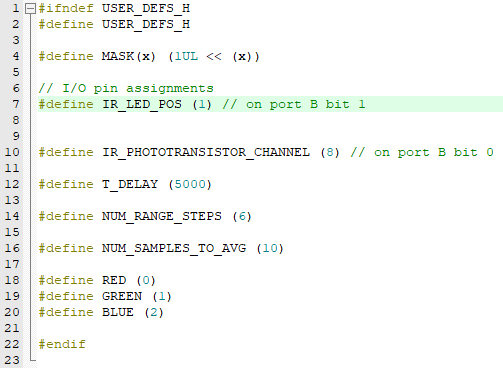 1 #ifndef USER_DEFS_H
2 #define USER_DEFS_H
3
4 #define MASK(x) (1UL << (x))
5
6 // I/O pin assignments
7 #define IR_LED_POS (1) // on port B bit 1
8
9
10 #define IR_PHOTOTRANSISTOR_CHANNEL (8) // on port B bit 0
11
12 #define T_DELAY (5000)
13
14 #define NUM_RANGE_STEPS (6)
15
16 #define NUM_SAMPLES_TO_AVG (10)
17
18 #define RED (0)
19 #define GREEN (1)
20 #define BLUE (2)
21
22 #endif
23